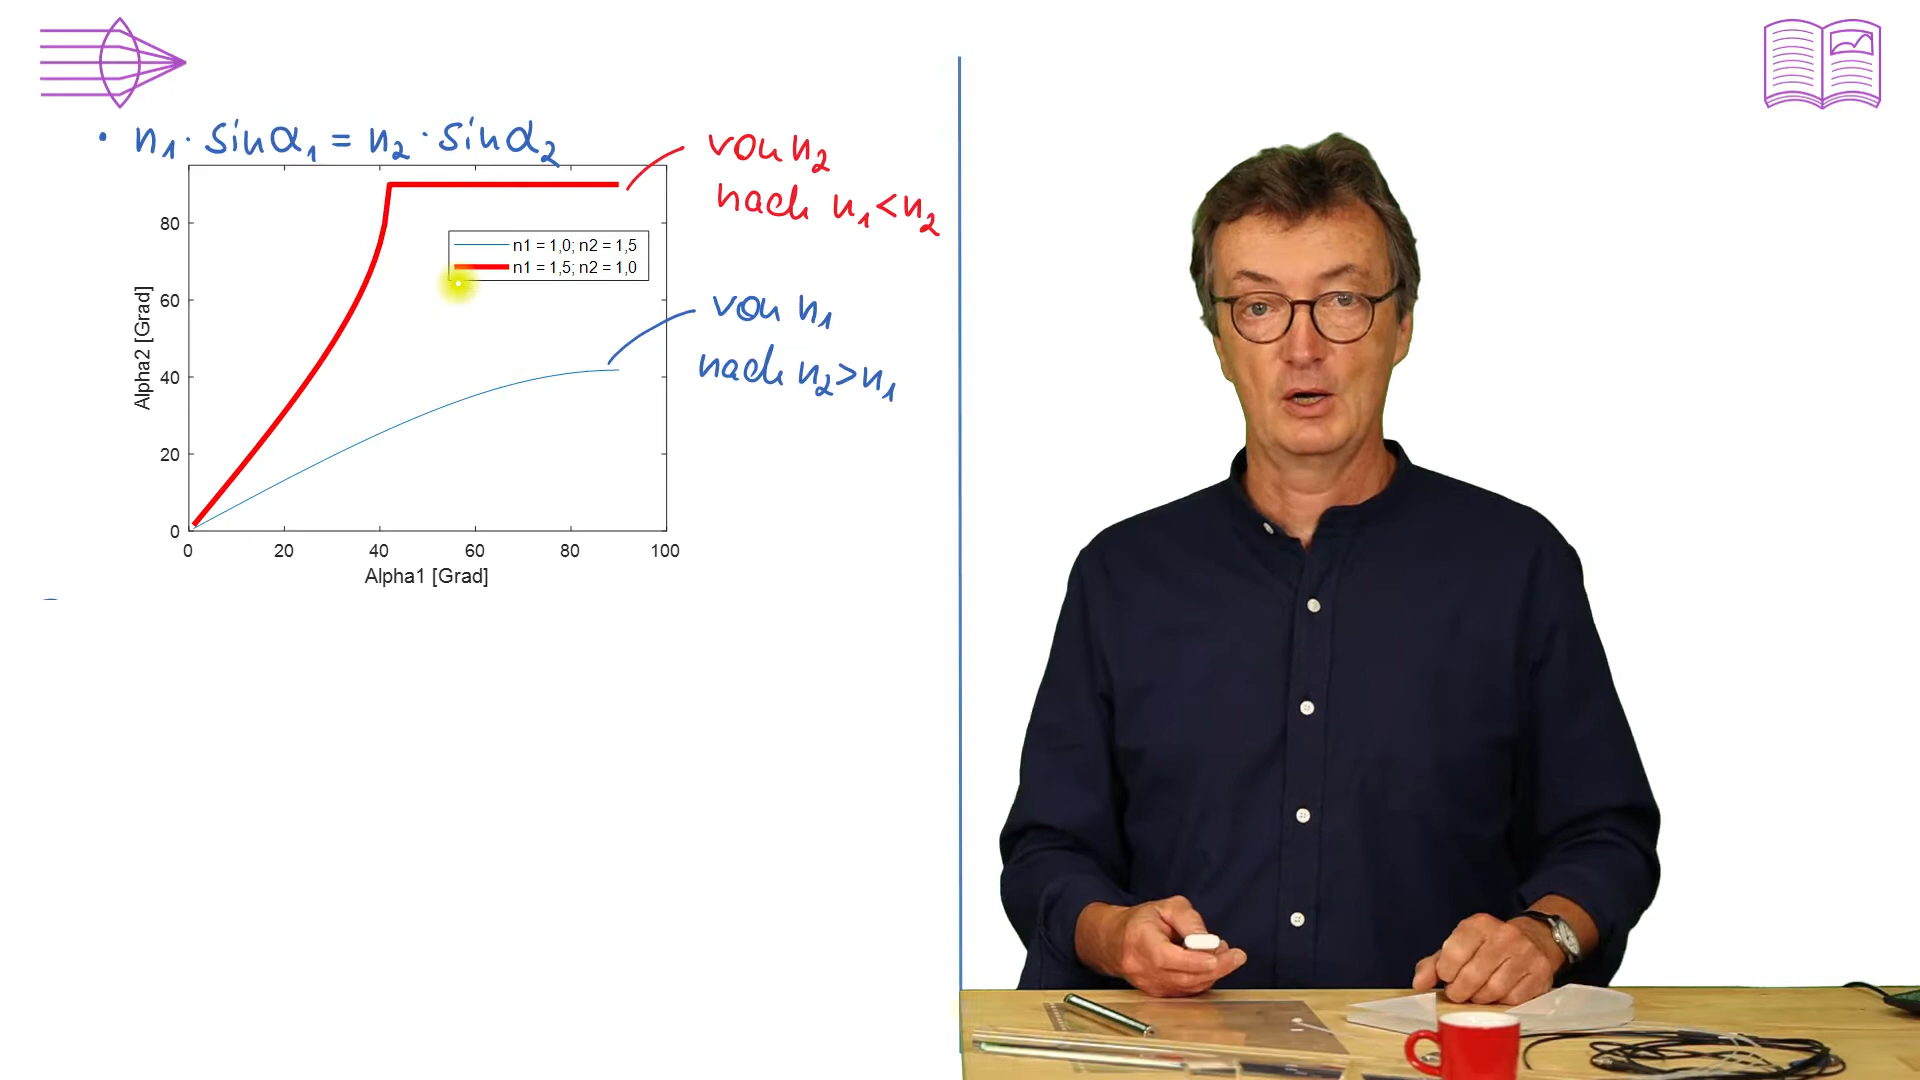 • n₁·sinα₁ = n₂·sinα₂
von n₂
nach n₁<n₂
n1 = 1,0; n2 = 1,5
n1 = 1,5; n2 = 1,0
von n₁
nach n₂>n₁
80
60
40
20
0
Alpha2 [Grad]
0 20 40 60 80 100
Alpha1 [Grad]